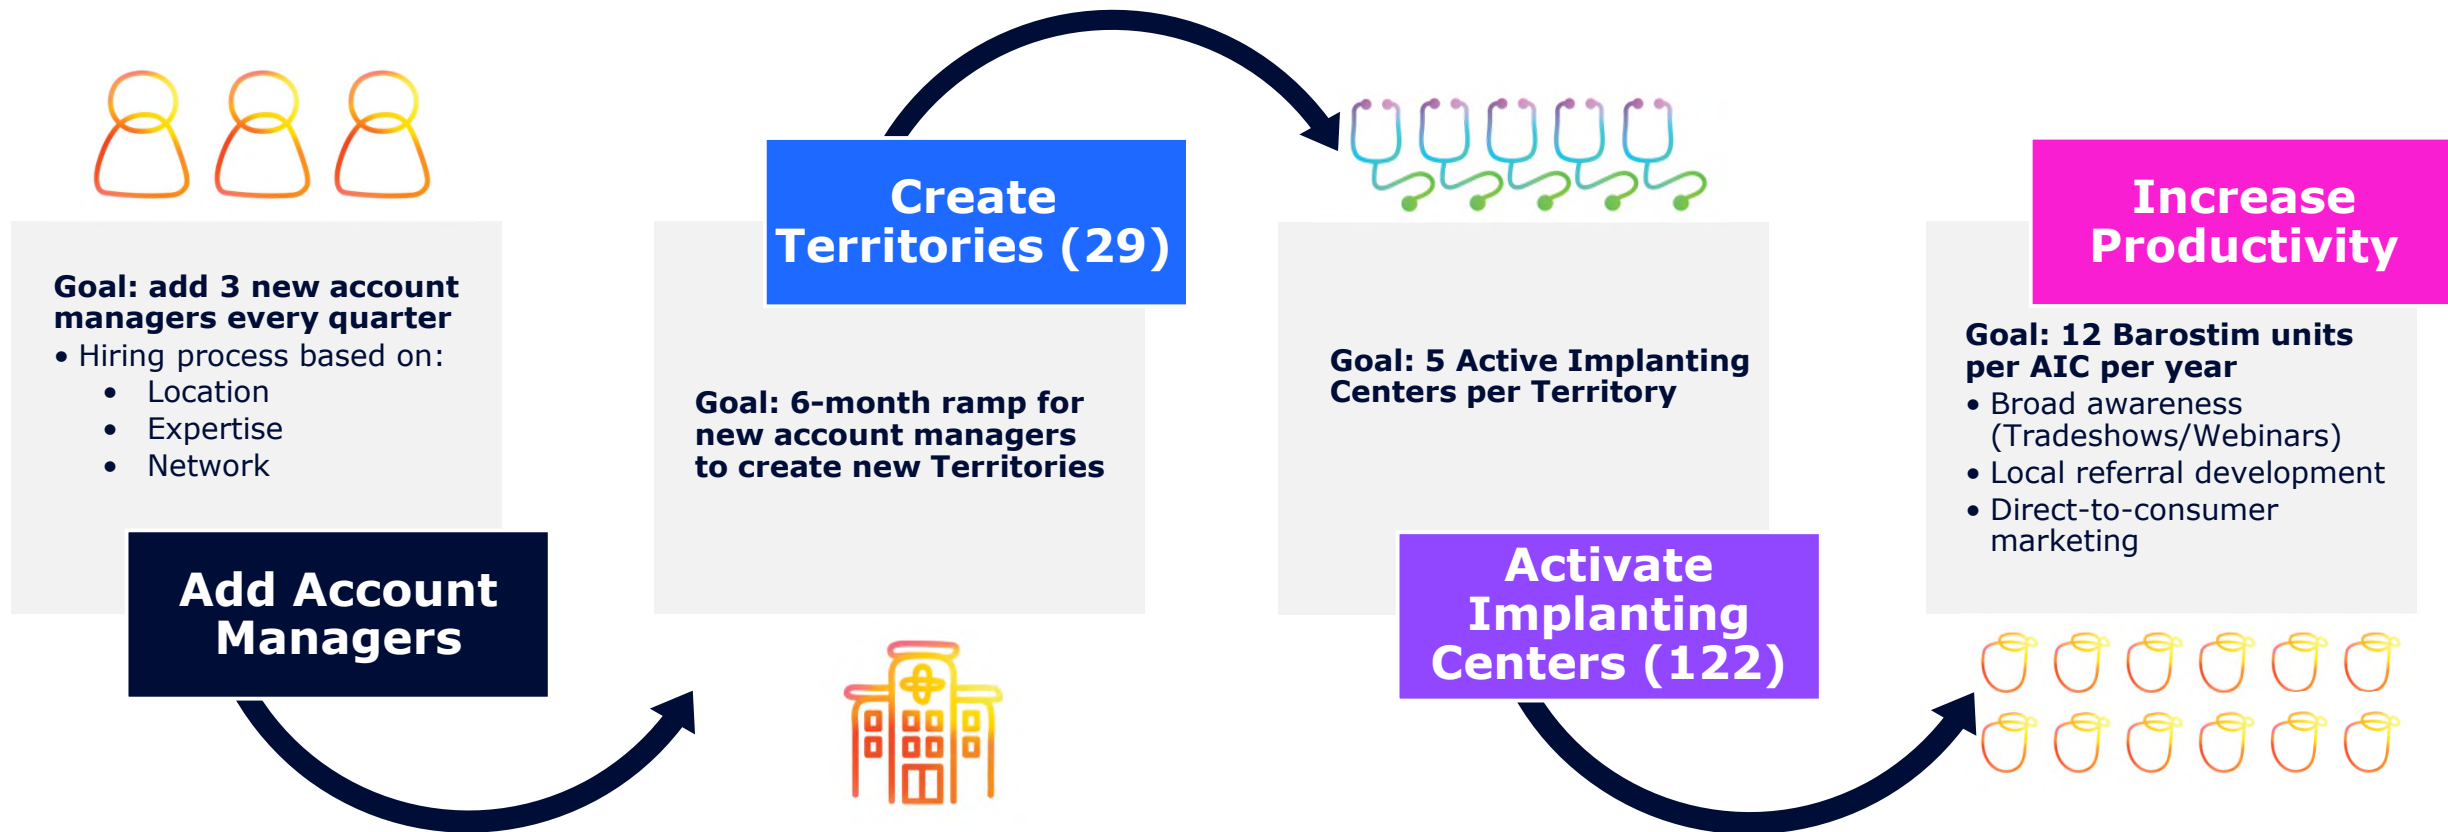 Goal: add 3 new account
managers every quarter
• Hiring process based on:
• Location
• Expertise
• Network
Add Account
Managers
Create
Territories (29)
Goal: 6-month ramp for
new account managers
to create new Territories
Goal: 5 Active Implanting
Centers per Territory
Activate
Implanting
Centers (122)
Increase
Productivity
Goal: 12 Barostim units
per AIC per year
• Broad awareness
(Tradeshows/Webinars)
• Local referral development
• Direct-to-consumer
marketing